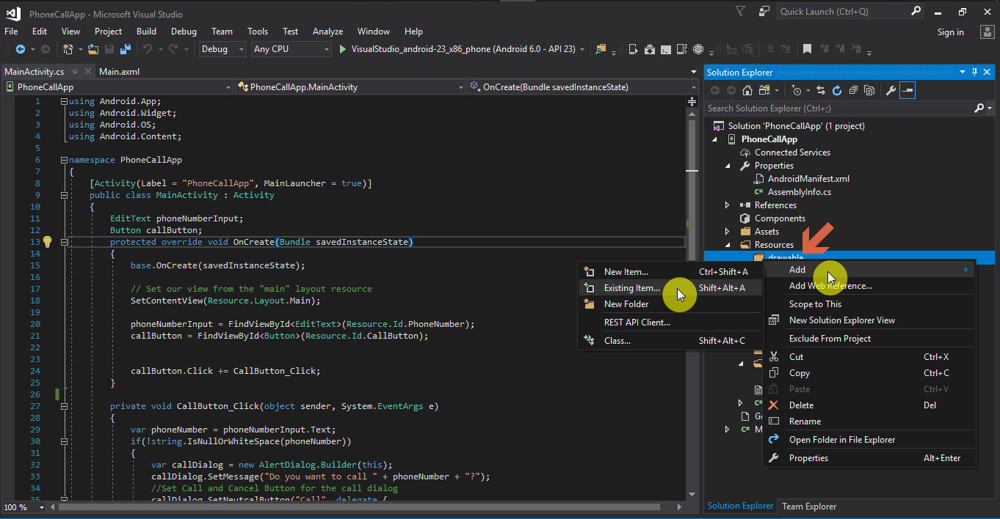 PhoneCallApp - Microsoft Visual Studio
Quick Launch (Ctrl+Q)
File Edit View Project Build Debug Team Tools Test Analyze Window Help
Sign in
Debug Any CPU VisualStudio_android-23_x86_phone (Android 6.0 - API 23)
MainActivity.cs Main.axml
PhoneCallApp PhoneCallApp.MainActivity OnCreate(Bundle savedInstanceState)
1 using Android.App;
2 using Android.Widget;
3 using Android.OS;
4 using Android.Content;
5
6 namespace PhoneCallApp
7 {
8 [Activity(Label = "PhoneCallApp", MainLauncher = true)]
9 public class MainActivity : Activity
10 {
11 EditText phoneNumberInput;
12 Button callButton;
13 protected override void OnCreate(Bundle savedInstanceState)
14 {
15 base.OnCreate(savedInstanceState);
16
17 // Set our view from the "main" layout resource
18 SetContentView(Resource.Layout.Main);
19
20 phoneNumberInput = FindViewById<EditText>(Resource.Id.PhoneNumber);
21 callButton = FindViewById<Button>(Resource.Id.CallButton);
22
23
24 callButton.Click += CallButton_Click;
25 }
26
27 private void CallButton_Click(object sender, System.EventArgs e)
28 {
29 var phoneNumber = phoneNumberInput.Text;
30 if(!string.IsNullOrWhiteSpace(phoneNumber))
31 {
32 var callDialog = new AlertDialog.Builder(this);
33 callDialog.SetMessage("Do you want to call " + phoneNumber + "?");
34 //Set Call and Cancel Button for the call dialog
35 callDialog.SetNeutralButton("Call", delegate {
100 %
Solution Explorer
Search Solution Explorer (Ctrl+;)
Solution 'PhoneCallApp' (1 project)
PhoneCallApp
Connected Services
Properties
AndroidManifest.xml
C# AssemblyInfo.cs
References
Components
Assets
Resources
drawable
New Item... Ctrl+Shift+A
Existing Item... Shift+Alt+A
New Folder
REST API Client...
Class... Shift+Alt+C
Add
Add Web Reference...
Scope to This
New Solution Explorer View
Exclude From Project
Cut Ctrl+X
Copy Ctrl+C
Paste Ctrl+V
Delete Del
Rename
Open Folder in File Explorer
Properties Alt+Enter
Solution Explorer Team Explorer